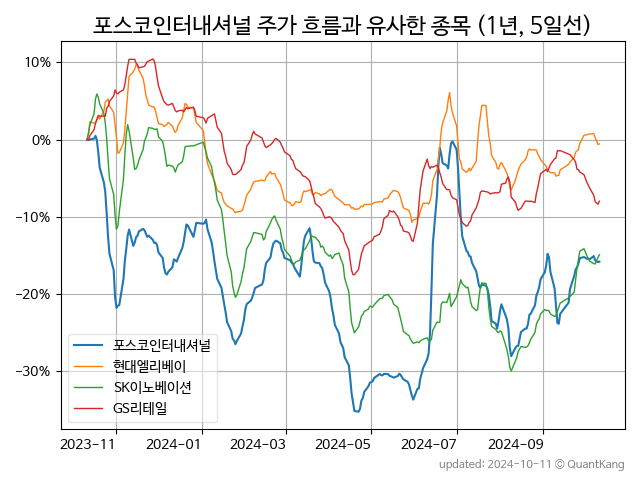 포스코인터내셔널 주가 흐름과 유사한 종목 (1년, 5일선)
10%
0%
−10%
−20%
−30%
포스코인터내셔널
현대엘리베이
SK이노베이션
GS리테일
2023-11 2024-01 2024-03 2024-05 2024-07 2024-09
updated: 2024-10-11 © QuantKang